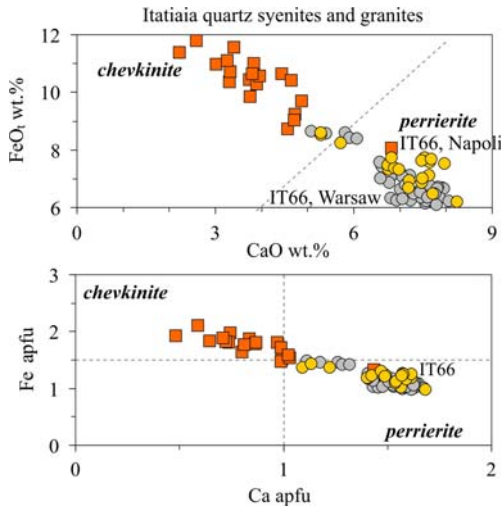 Itatiaia quartz syenites and granites
12
chevkinite
10
FeOt wt.%
perrierite
IT66, Napoli
8
IT66, Warsaw
6
0
3
6
9
CaO wt.%
3
chevkinite
2
Fe apfu
IT66
1
perrierite
0
0
1
2
Ca apfu